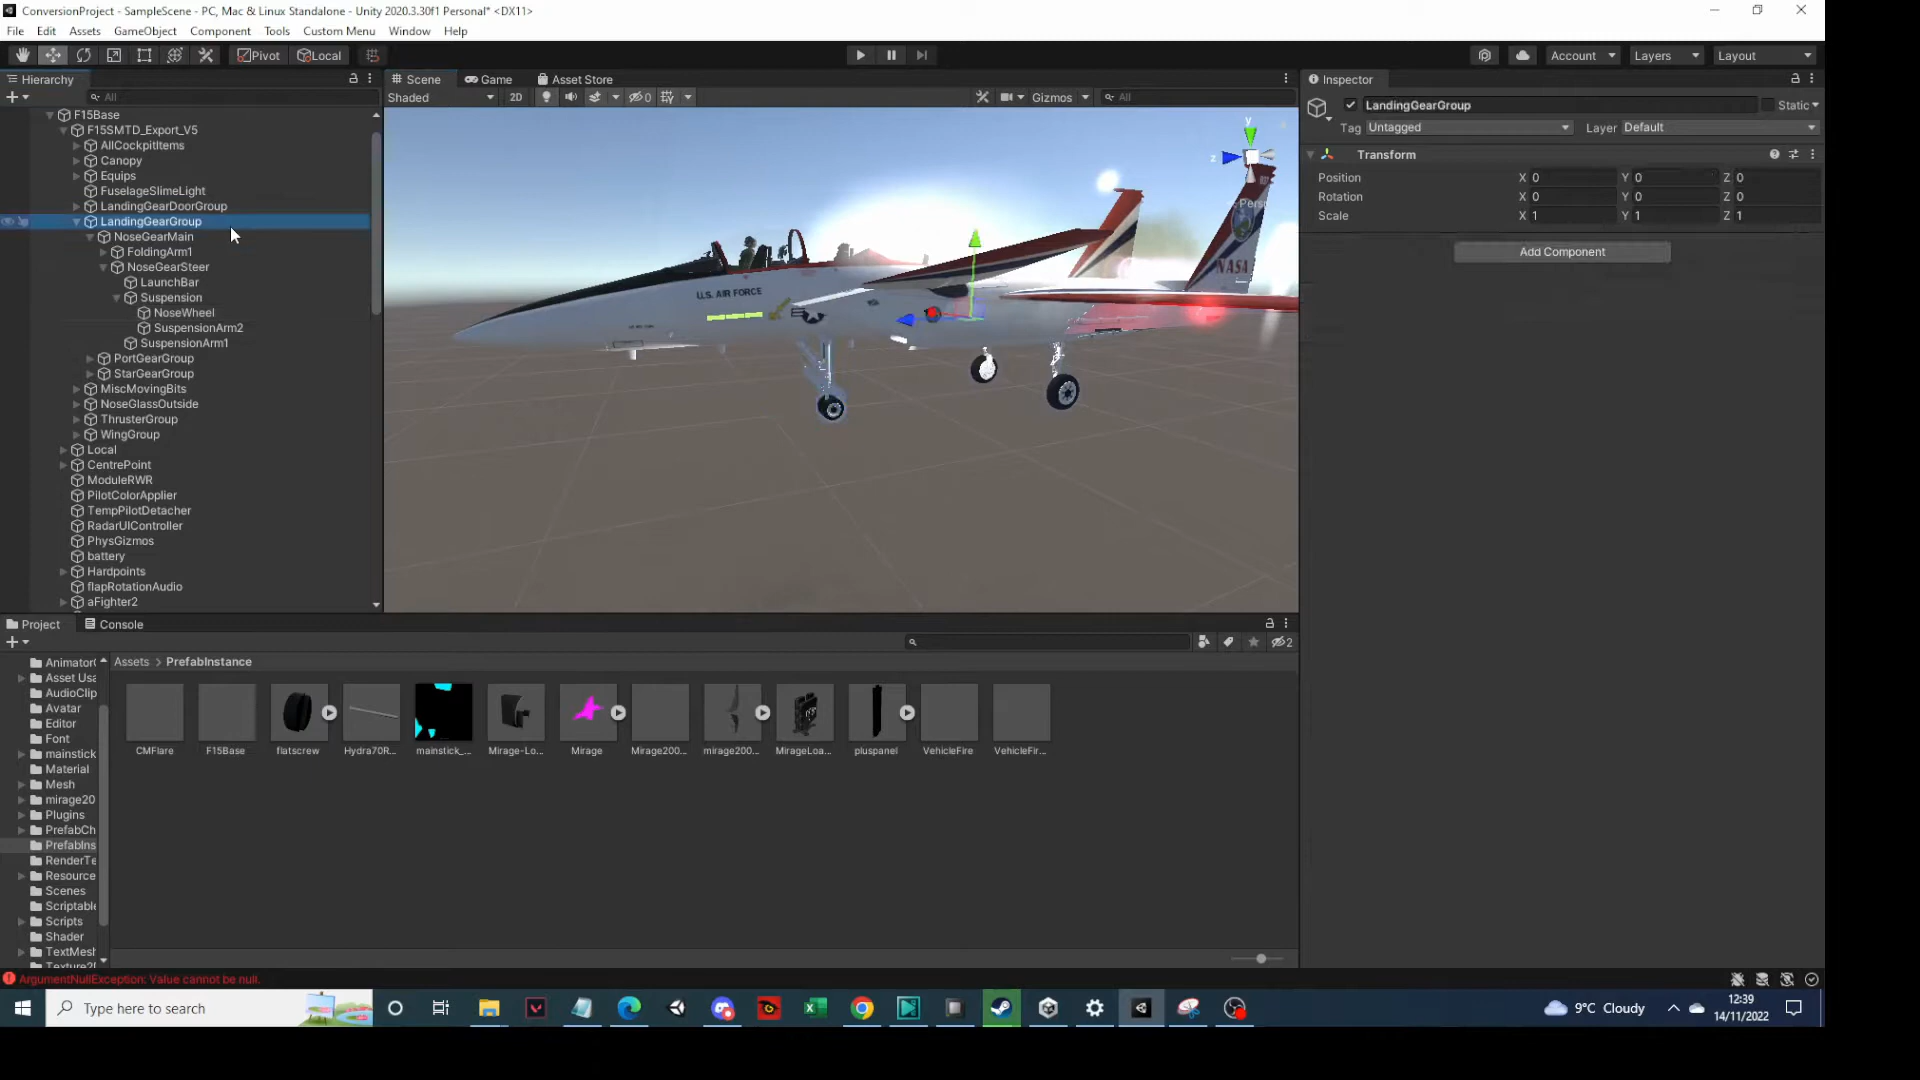 ConversionProject - SampleScene - PC, Mac & Linux Standalone - Unity 2020.3.30f1 Personal* <DX11>
File Edit Assets GameObject Component Tools Custom Menu Window Help
Pivot Local Account Layers Layout
Hierarchy
All
F15Base
F15SMTD_Export_V5
AllCockpitItems
Canopy
Equips
FuselageSlimeLight
LandingGearDoorGroup
LandingGearGroup
NoseGearMain
FoldingArm1
NoseGearSteer
LaunchBar
Suspension
NoseWheel
SuspensionArm2
SuspensionArm1
PortGearGroup
StarGearGroup
MiscMovingBits
NoseGlassOutside
ThrusterGroup
WingGroup
Local
CentrePoint
ModuleRWR
PilotColorApplier
TempPilotDetacher
RadarUIController
PhysGizmos
battery
Hardpoints
flapRotationAudio
aFighter2
Scene Game Asset Store
Shaded 2D 0 Gizmos All
y
z
Pers
U.S. AIR FORCE
NASA
Inspector
LandingGearGroup Static
Tag Untagged Layer Default
Transform
Position X 0 Y 0 Z 0
Rotation X 0 Y 0 Z 0
Scale X 1 Y 1 Z 1
Add Component
Project Console
2
Animator
Asset Usa
AudioClip
Avatar
Editor
Font
mainstick
Material
Mesh
mirage20
Plugins
PrefabCh
PrefabIns
RenderTe
Resource
Scenes
Scriptable
Scripts
Shader
TextMesh
Texture2
Assets > PrefabInstance
CMFlare F15Base flatscrew Hydra70R... mainstick_... Mirage-Lo... Mirage Mirage200... mirage200... MirageLoa... pluspanel VehicleFire VehicleFir...
ArgumentNullException: Value cannot be null.
Type here to search
9°C Cloudy
12:39
14/11/2022